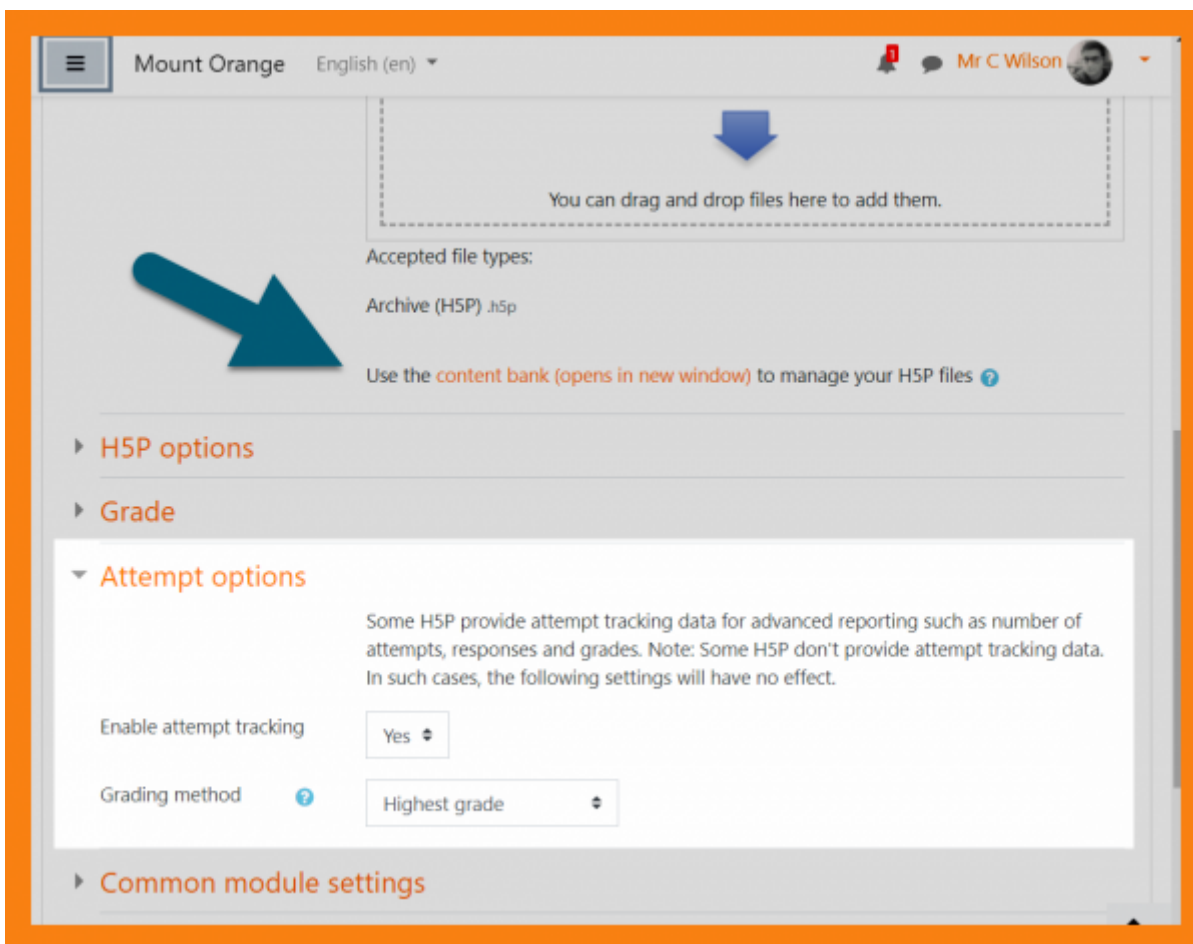 Mount Orange English (en) 1 Mr C Wilson
You can drag and drop files here to add them.
Accepted file types:
Archive (H5P) .h5p
Use the content bank (opens in new window) to manage your H5P files ?
H5P options
Grade
Attempt options
Some H5P provide attempt tracking data for advanced reporting such as number of
attempts, responses and grades. Note: Some H5P don't provide attempt tracking data.
In such cases, the following settings will have no effect.
Enable attempt tracking Yes
Grading method ? Highest grade
Common module settings